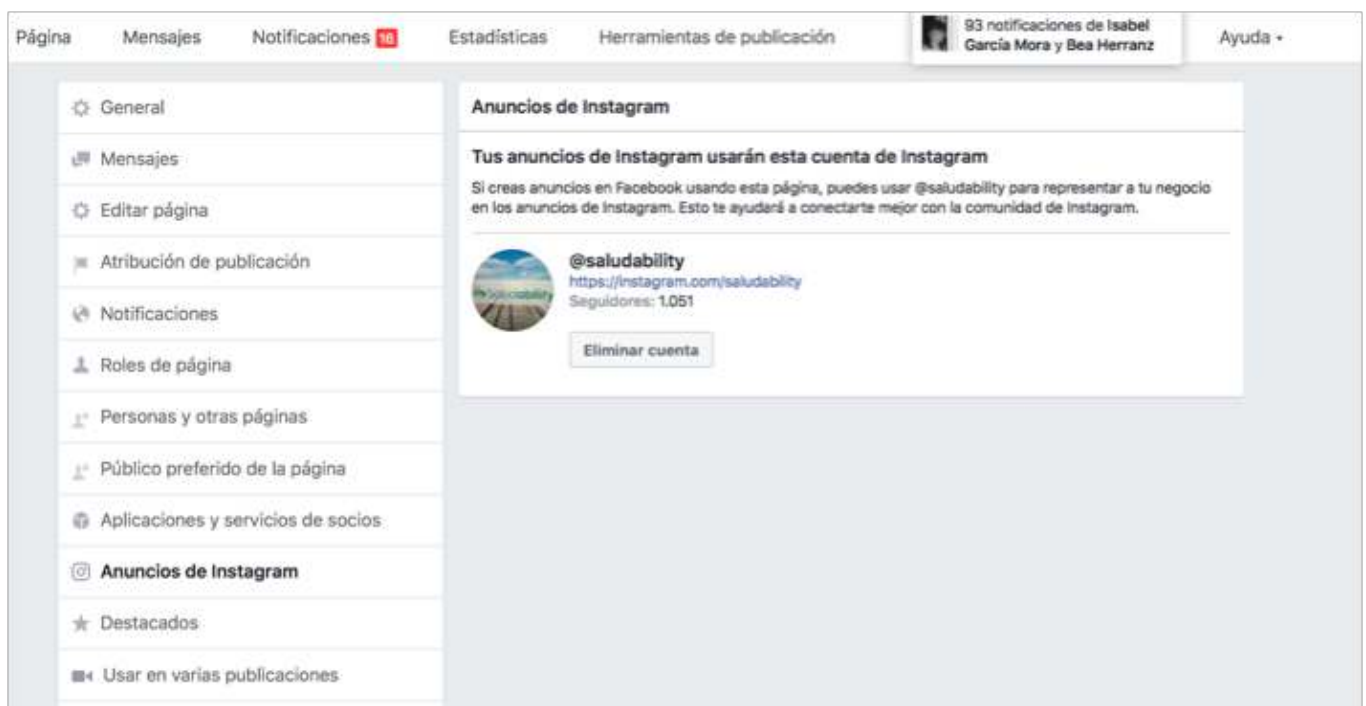 Página Mensajes Notificaciones 16 Estadísticas Herramientas de publicación
93 notificaciones de Isabel
García Mora y Bea Herranz
Ayuda
General
Mensajes
Editar página
Atribución de publicación
Notificaciones
Roles de página
Personas y otras páginas
Público preferido de la página
Aplicaciones y servicios de socios
Anuncios de Instagram
Destacados
Usar en varias publicaciones
Anuncios de Instagram
Tus anuncios de Instagram usarán esta cuenta de Instagram
Si creas anuncios en Facebook usando esta página, puedes usar @saludability para representar a tu negocio
en los anuncios de Instagram. Esto te ayudará a conectarte mejor con la comunidad de Instagram.
@saludability
https://instagram.com/saludability
Seguidores: 1.051
Eliminar cuenta